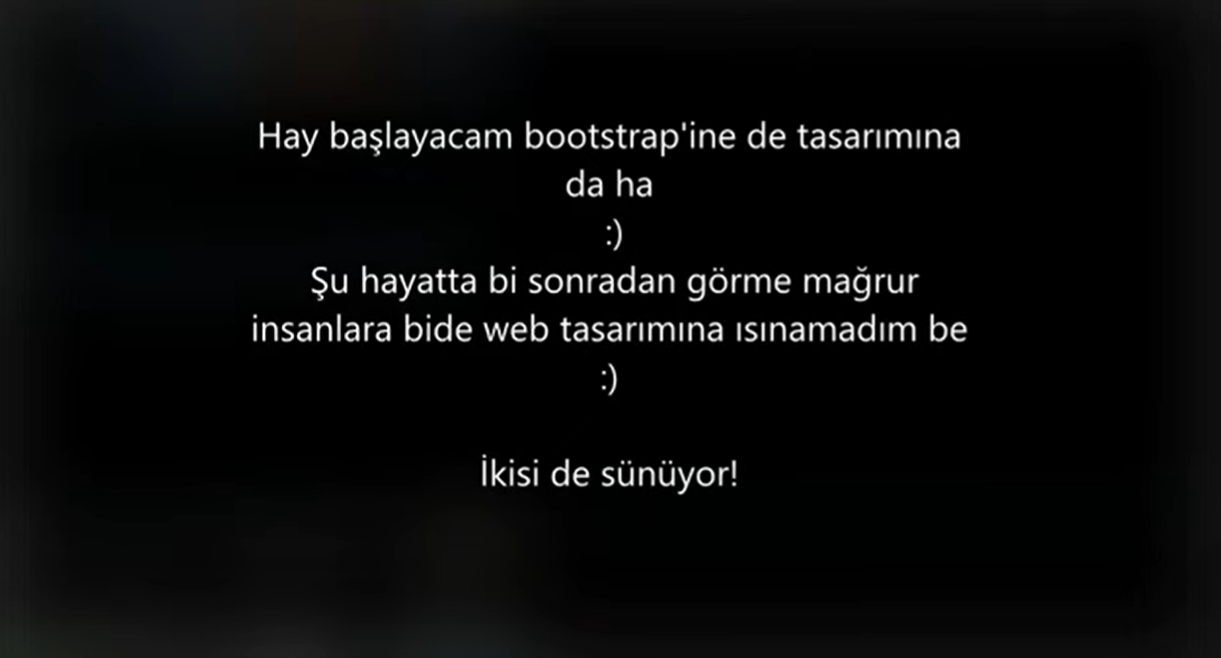 Hay başlayacam bootstrap'ine de tasarımına
da ha
:)
Şu hayatta bi sonradan görme mağrur
insanlara bide web tasarımına ısınamadım be
:)
İkisi de sünüyor!